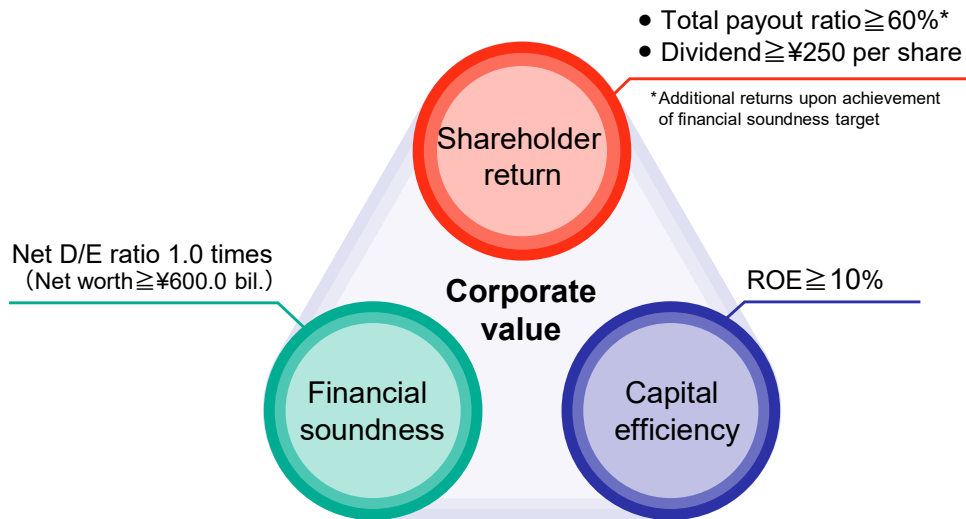 ● Total payout ratio≧60%*
● Dividend≧¥250 per share
*Additional returns upon achievement
of financial soundness target
Shareholder
return
Net D/E ratio 1.0 times
(Net worth≧¥600.0 bil.)
ROE≧10%
Corporate
value
Financial
soundness
Capital
efficiency